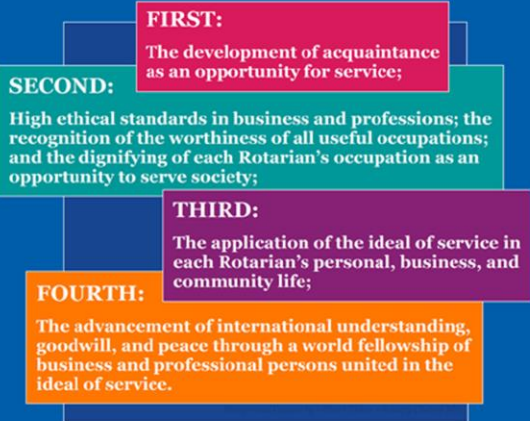 FIRST:
The development of acquaintance
as an opportunity for service;
SECOND:
High ethical standards in business and professions; the
recognition of the worthiness of all useful occupations;
and the dignifying of each Rotarian's occupation as an
opportunity to serve society;
THIRD:
The application of the ideal of service in
each Rotarian's personal, business, and
community life;
FOURTH:
The advancement of international understanding,
goodwill, and peace through a world fellowship of
business and professional persons united in the
ideal of service.